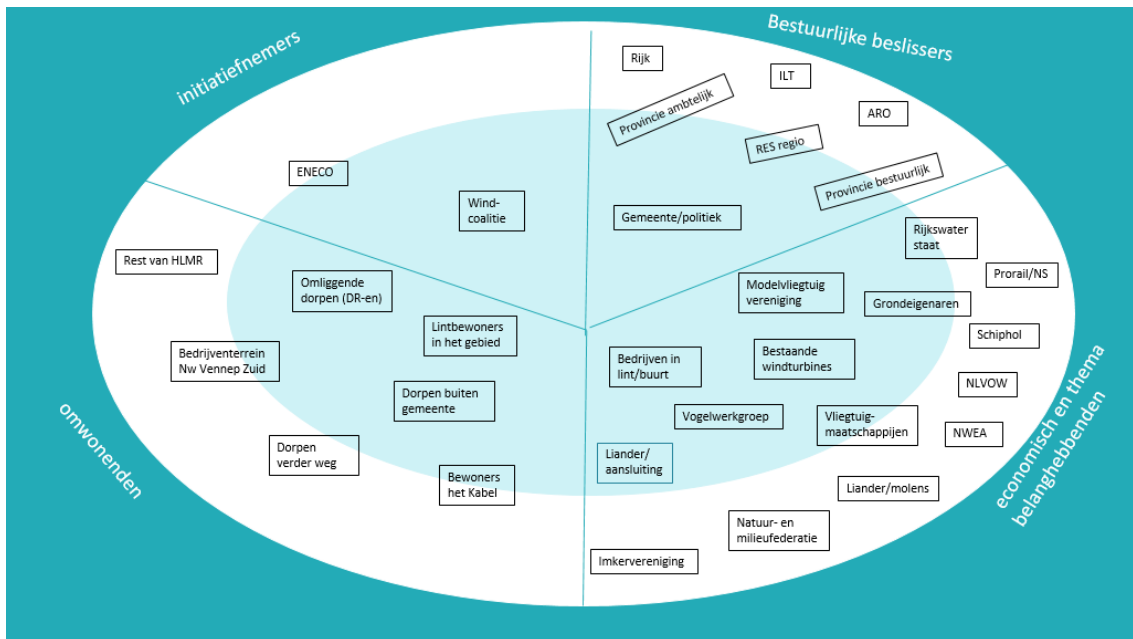 initiatiefnemers
Bestuurlijke beslissers
Rijk
ILT
ARO
Provincie ambtelijk
RES regio
Provincie bestuurlijk
Gemeente/politiek
ENECO
Wind-
coalitie
Rest van HLMR
Omliggende
dorpen (DR-en)
Lintbewoners
in het gebied
Bedrijventerrein
Nw Vennep Zuid
Dorpen buiten
gemeente
Dorpen
verder weg
Bewoners
het Kabel
omwonenden
Rijkswater
staat
Prorail/NS
Modelvliegtuig
vereniging
Grondeigenaren
Schiphol
Bedrijven in
lint/buurt
Bestaande
windturbines
NLVOW
Vogelwerkgroep
Vliegtuig-
maatschappijen
NWEA
Liander/
aansluiting
Liander/molens
Natuur- en
milieufederatie
Imkervereniging
economisch en thema
belanghebbenden